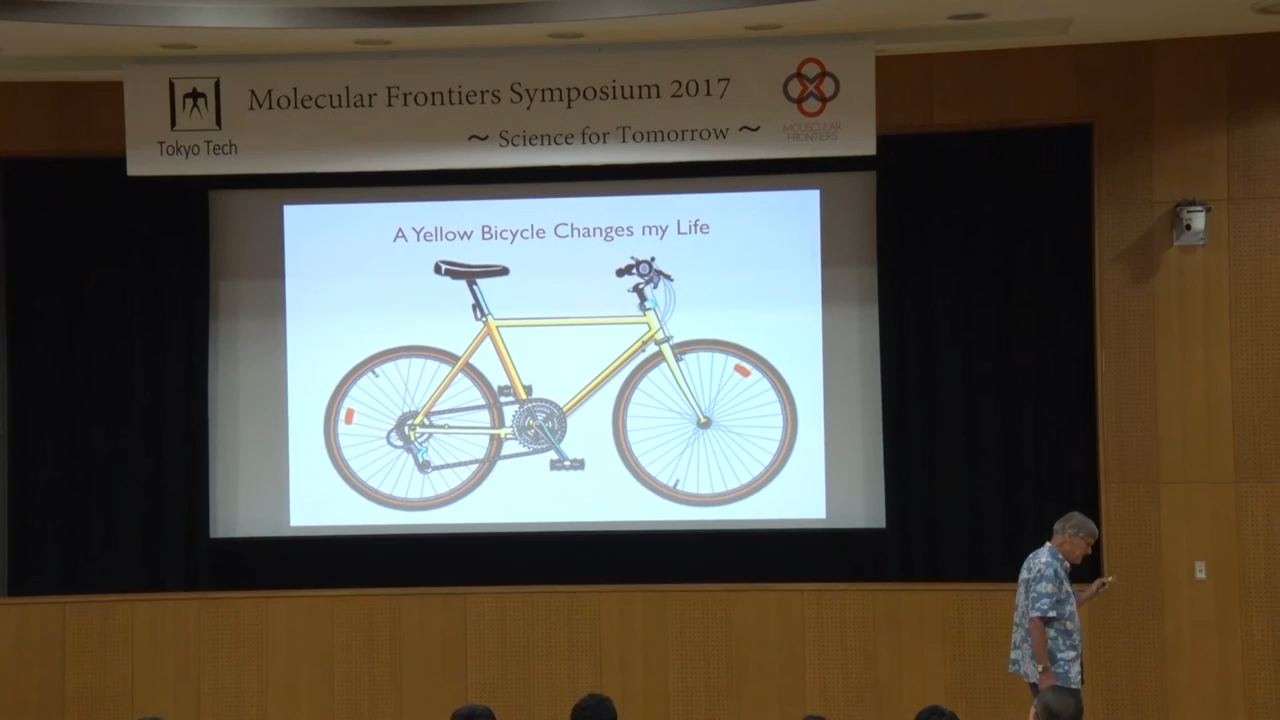 Molecular Frontiers Symposium 2017
~ Science for Tomorrow ~
Tokyo Tech
MOLECULAR
FRONTIERS
A Yellow Bicycle Changes my Life